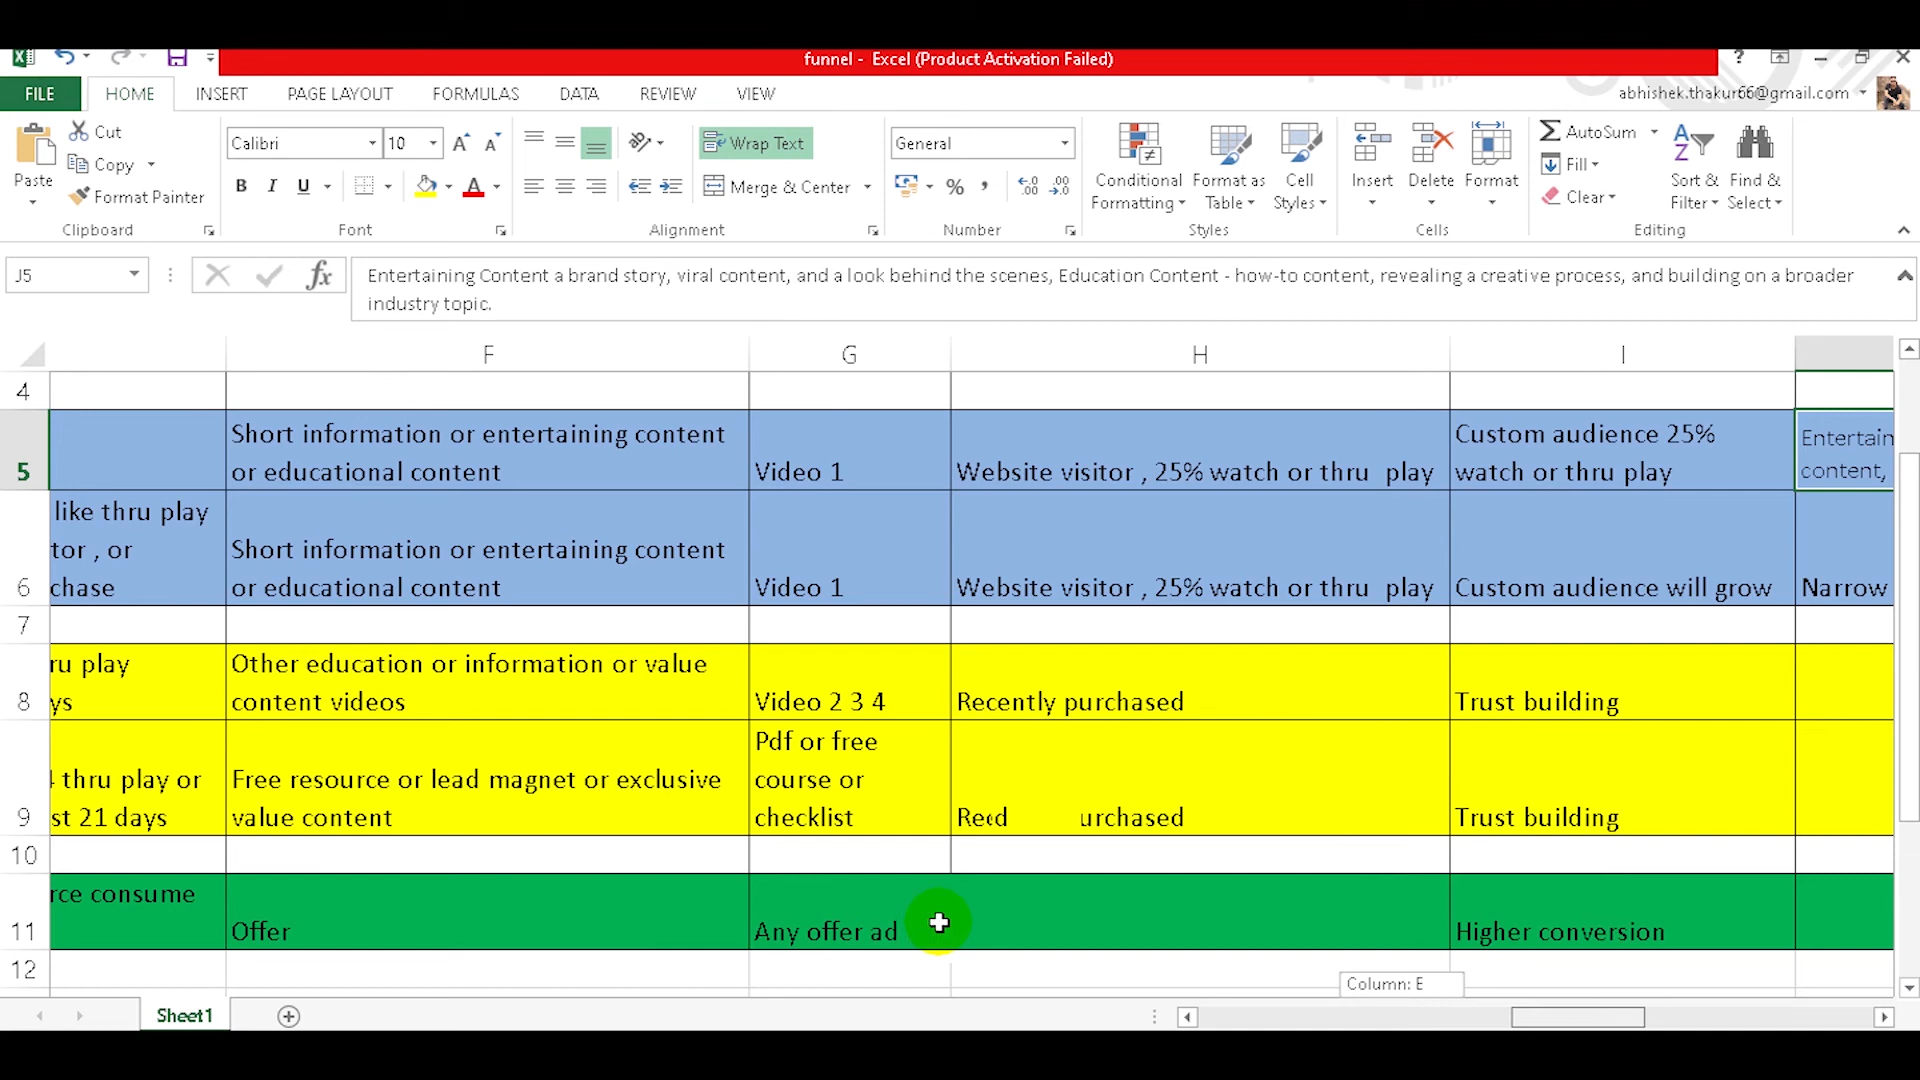 funnel - Excel (Product Activation Failed)
FILE HOME INSERT PAGE LAYOUT FORMULAS DATA REVIEW VIEW abhishek.thakur66@gmail.com
Paste
Cut
Copy
Format Painter
Clipboard
Calibri 10
B I U
Font
Wrap Text
Merge & Center
Alignment
General
Number
Conditional
Formatting
Format as
Table
Cell
Styles
Styles
Insert Delete Format
Cells
AutoSum
Fill
Clear
Sort &
Filter
Find &
Select
Editing
J5
fx
Entertaining Content a brand story, viral content, and a look behind the scenes, Education Content - how-to content, revealing a creative process, and building on a broader
industry topic.
F G H I
4
5
Short information or entertaining content
or educational content
Video 1
Website visitor , 25% watch or thru play
Custom audience 25%
watch or thru play
Entertain
content,
6
like thru play
tor , or
chase
Short information or entertaining content
or educational content
Video 1
Website visitor , 25% watch or thru play
Custom audience will grow
Narrow
7
8
ru play
ys
Other education or information or value
content videos
Video 2 3 4
Recently purchased
Trust building
9
thru play or
st 21 days
Free resource or lead magnet or exclusive
value content
Pdf or free
course or
checklist
urchased
Trust building
10
11
rce consume
Offer
Any offer ad
Higher conversion
12
Column: E
Sheet1